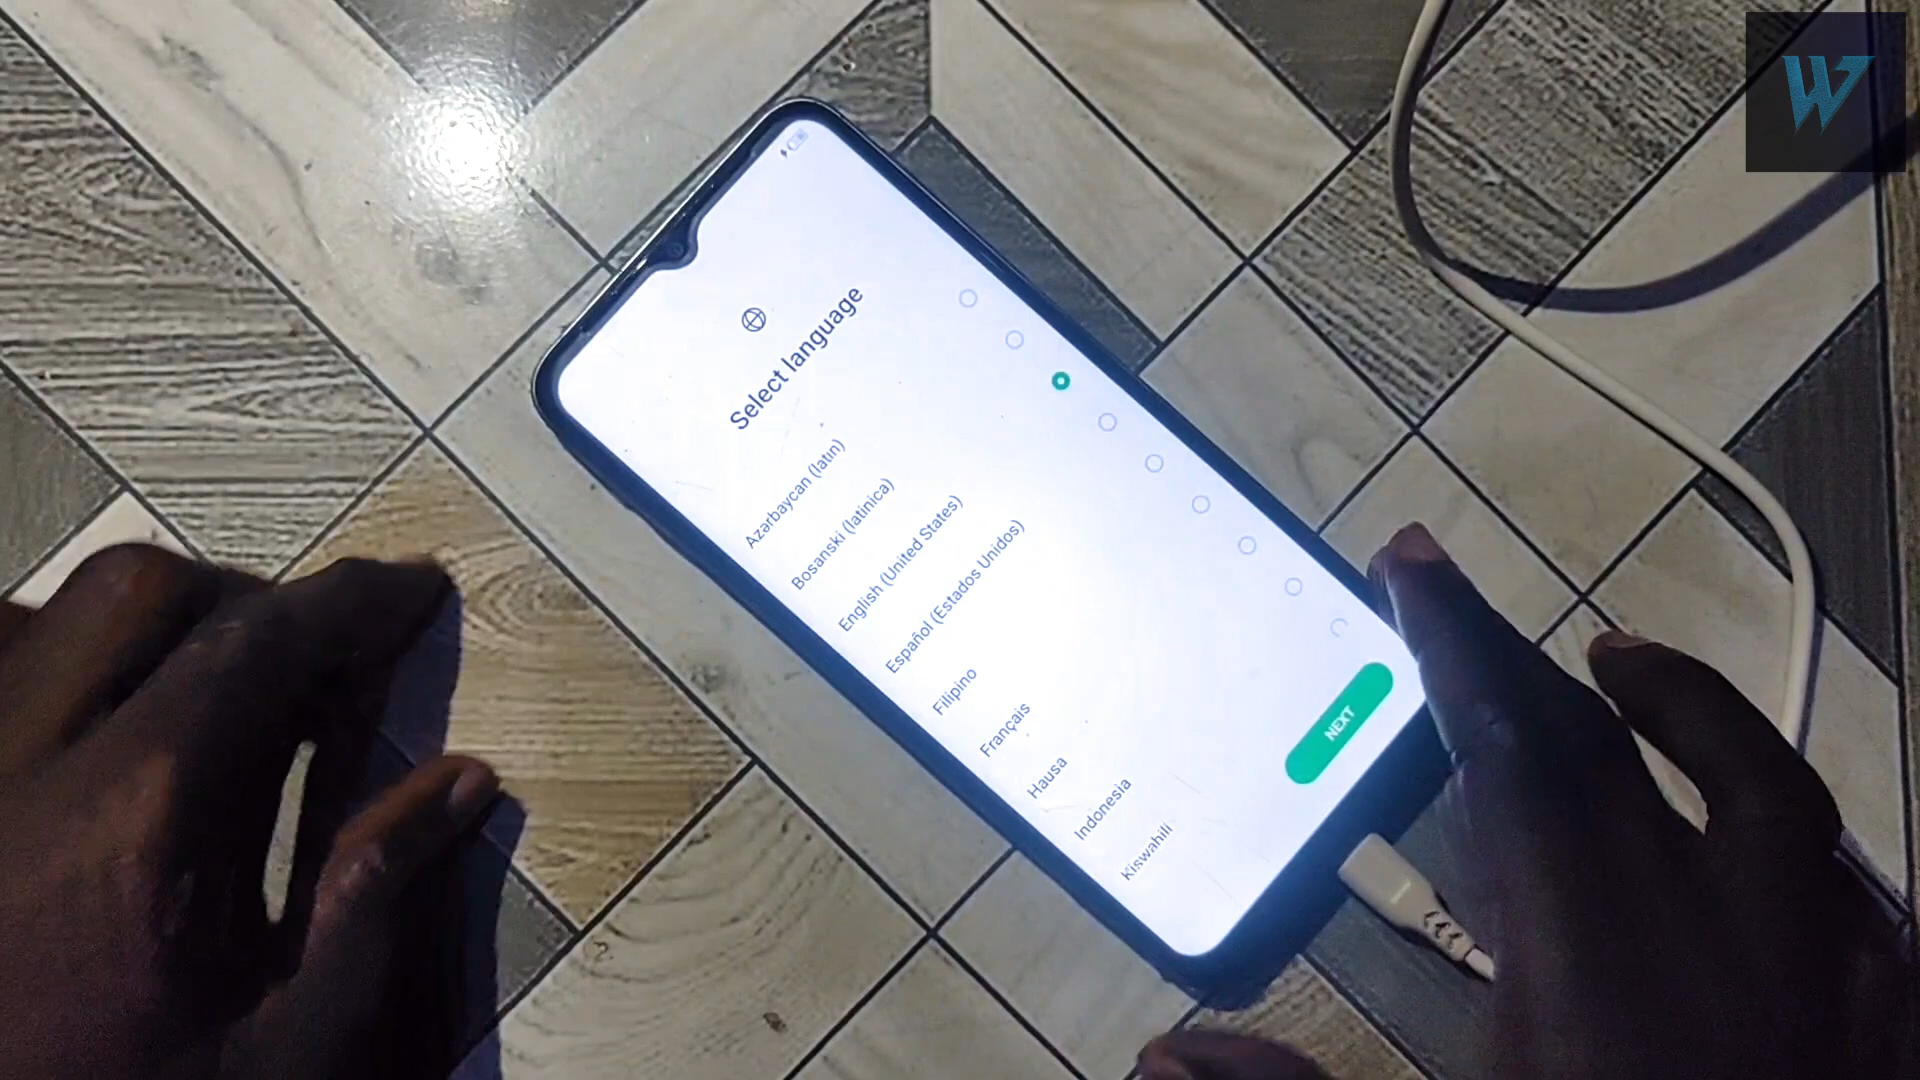 W
Select language
Azərbaycan (latın)
Bosanski (latinica)
English (United States)
Español (Estados Unidos)
Filipino
Français
Hausa
Indonesia
Kiswahili
NEXT